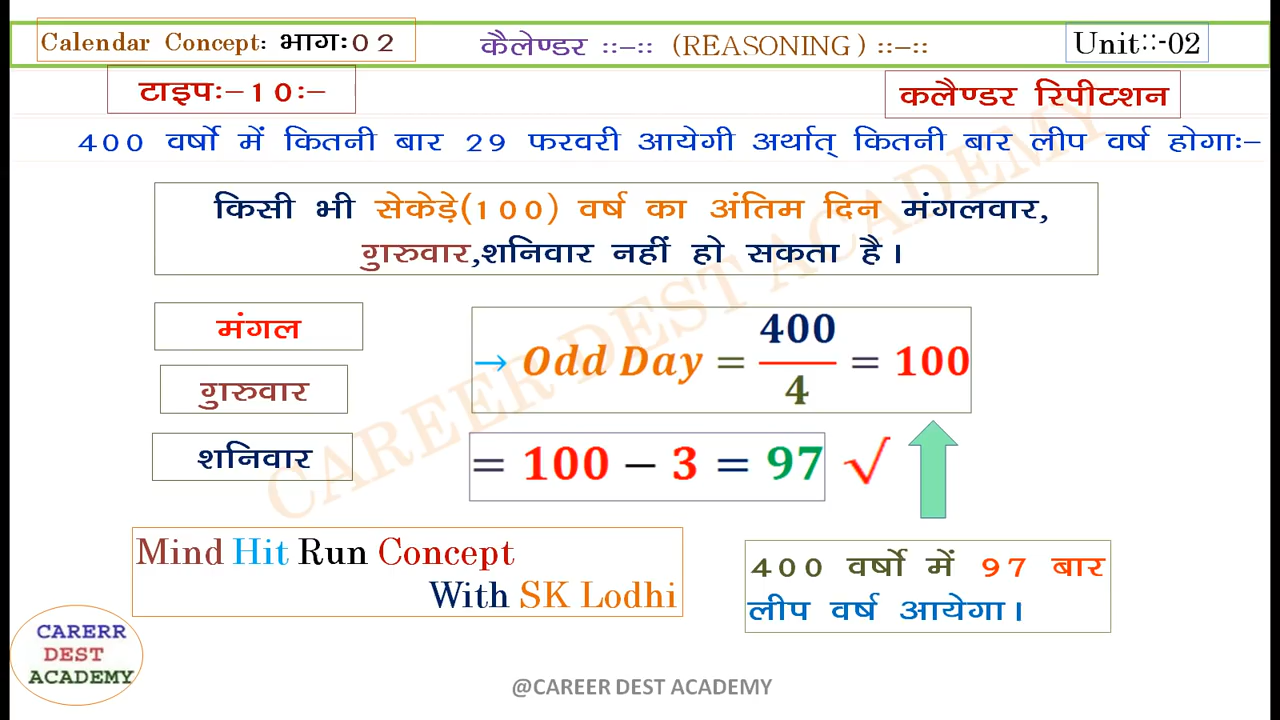 Calendar Concept: भागः02
कैलेण्डर ::-:: (REASONING ) ::-::
Unit::-02
टाइपः-10ः-
कलैण्डर रिपीटशन
400 वर्षो में कितनी बार 29 फरवरी आयेगी अर्थात् कितनी बार लीप वर्ष होगाः-
किसी भी सेकेड़े(100) वर्ष का अंतिम दिन मंगलवार,
गुरुवार,शनिवार नहीं हो सकता है।
मंगल
→ Odd Day = 400/4 = 100
गुरुवार
शनिवार
= 100 − 3 = 97 √
Mind Hit Run Concept
With SK Lodhi
400 वर्षो में 97 बार
लीप वर्ष आयेगा।
CARERR
DEST
ACADEMY
@CAREER DEST ACADEMY
CAREER DEST ACADEMY